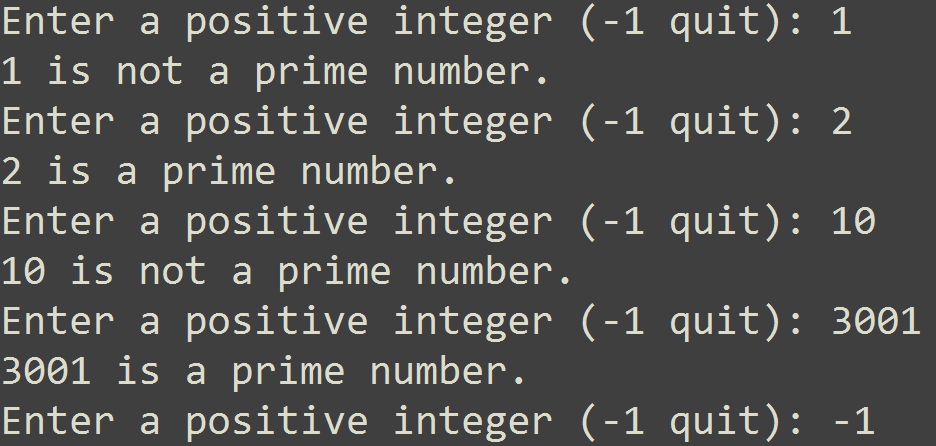 Enter a positive integer (-1 quit): 1
1 is not a prime number.
Enter a positive integer (-1 quit): 2
2 is a prime number.
Enter a positive integer (-1 quit): 10
10 is not a prime number.
Enter a positive integer (-1 quit): 3001
3001 is a prime number.
Enter a positive integer (-1 quit): -1